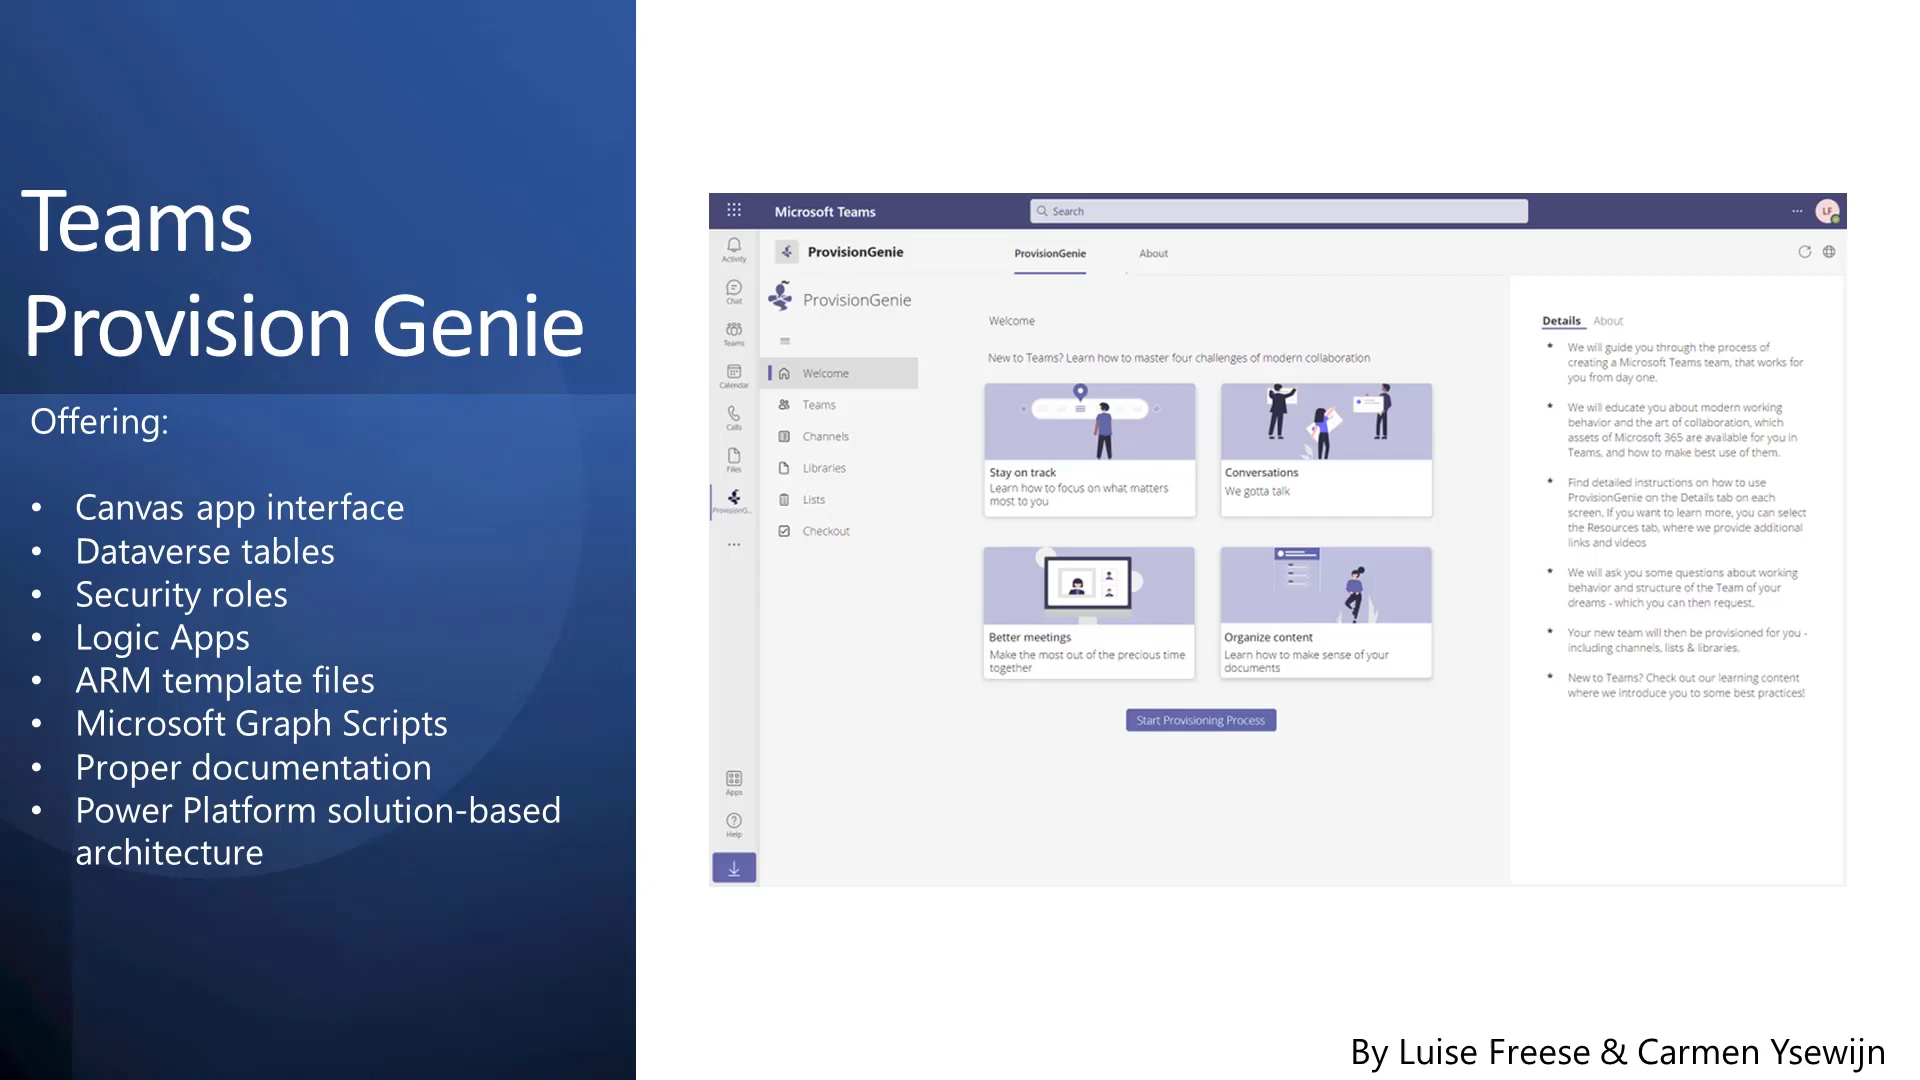 Teams
Provision Genie
Offering:
• Canvas app interface
• Dataverse tables
• Security roles
• Logic Apps
• ARM template files
• Microsoft Graph Scripts
• Proper documentation
• Power Platform solution-based
architecture
Microsoft Teams
Search
LF
Activity
Chat
Teams
Calendar
Calls
Files
ProvisionG...
Apps
Help
ProvisionGenie
ProvisionGenie
About
ProvisionGenie
Welcome
Teams
Channels
Libraries
Lists
Checkout
Welcome
New to Teams? Learn how to master four challenges of modern collaboration
Stay on track
Learn how to focus on what matters
most to you
Conversations
We gotta talk
Better meetings
Make the most out of the precious time
together
Organize content
Learn how to make sense of your
documents
Start Provisioning Process
Details About
* We will guide you through the process of
creating a Microsoft Teams team, that works for
you from day one.
* We will educate you about modern working
behavior and the art of collaboration, which
assets of Microsoft 365 are available for you in
Teams, and how to make best use of them.
* Find detailed instructions on how to use
ProvisionGenie on the Details tab on each
screen. If you want to learn more, you can select
the Resources tab, where we provide additional
links and videos
* We will ask you some questions about working
behavior and structure of the Team of your
dreams - which you can then request.
* Your new team will then be provisioned for you -
including channels, lists & libraries.
* New to Teams? Check out our learning content
where we introduce you to some best practices!
By Luise Freese & Carmen Ysewijn